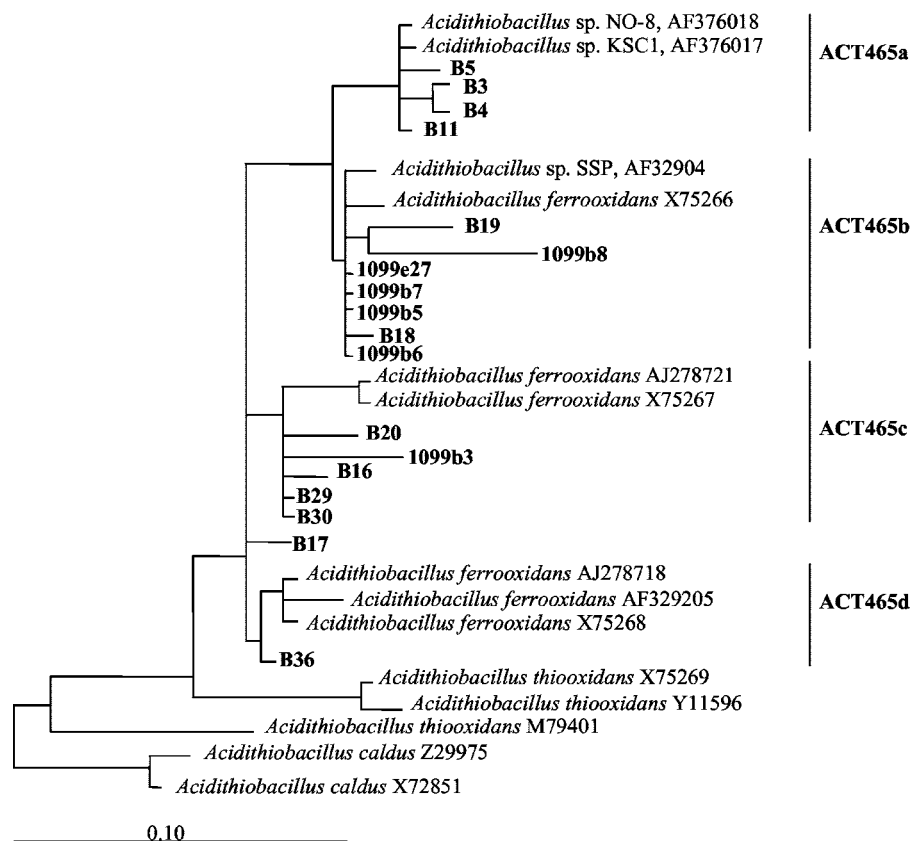 Acidithiobacillus sp. NO-8, AF376018
Acidithiobacillus sp. KSC1, AF376017
ACT465a
B5
B3
B4
B11
Acidithiobacillus sp. SSP, AF32904
Acidithiobacillus ferrooxidans X75266
ACT465b
B19
1099b8
1099e27
1099b7
1099b5
B18
1099b6
Acidithiobacillus ferrooxidans AJ278721
Acidithiobacillus ferrooxidans X75267
ACT465c
B20
1099b3
B16
B29
B30
B17
Acidithiobacillus ferrooxidans AJ278718
Acidithiobacillus ferrooxidans AF329205
ACT465d
Acidithiobacillus ferrooxidans X75268
B36
Acidithiobacillus thiooxidans X75269
Acidithiobacillus thiooxidans Y11596
Acidithiobacillus thiooxidans M79401
Acidithiobacillus caldus Z29975
Acidithiobacillus caldus X72851
0.10